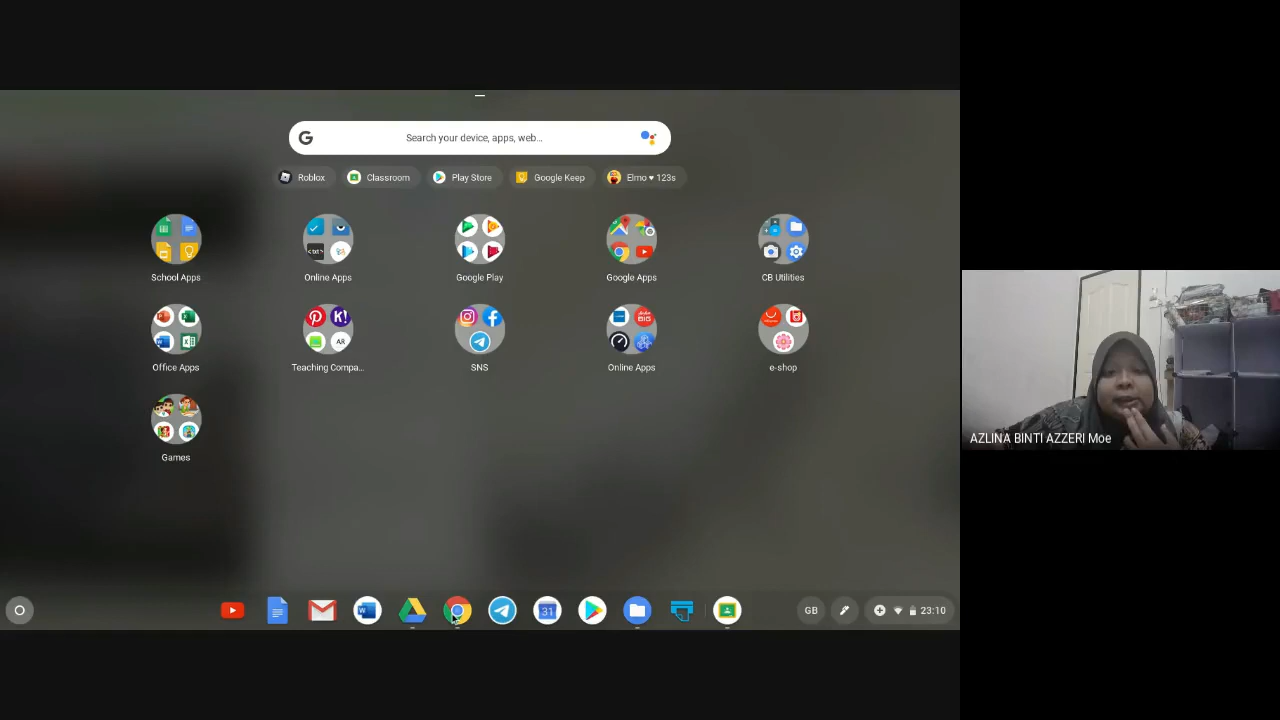 Search your device, apps, web...
Roblox
Classroom
Play Store
Google Keep
Elmo ♥ 123s
School Apps
Online Apps
Google Play
Google Apps
CB Utilities
Office Apps
Teaching Compa...
SNS
Online Apps
e-shop
Games
AZLINA BINTI AZZERI Moe
31
GB
23:10